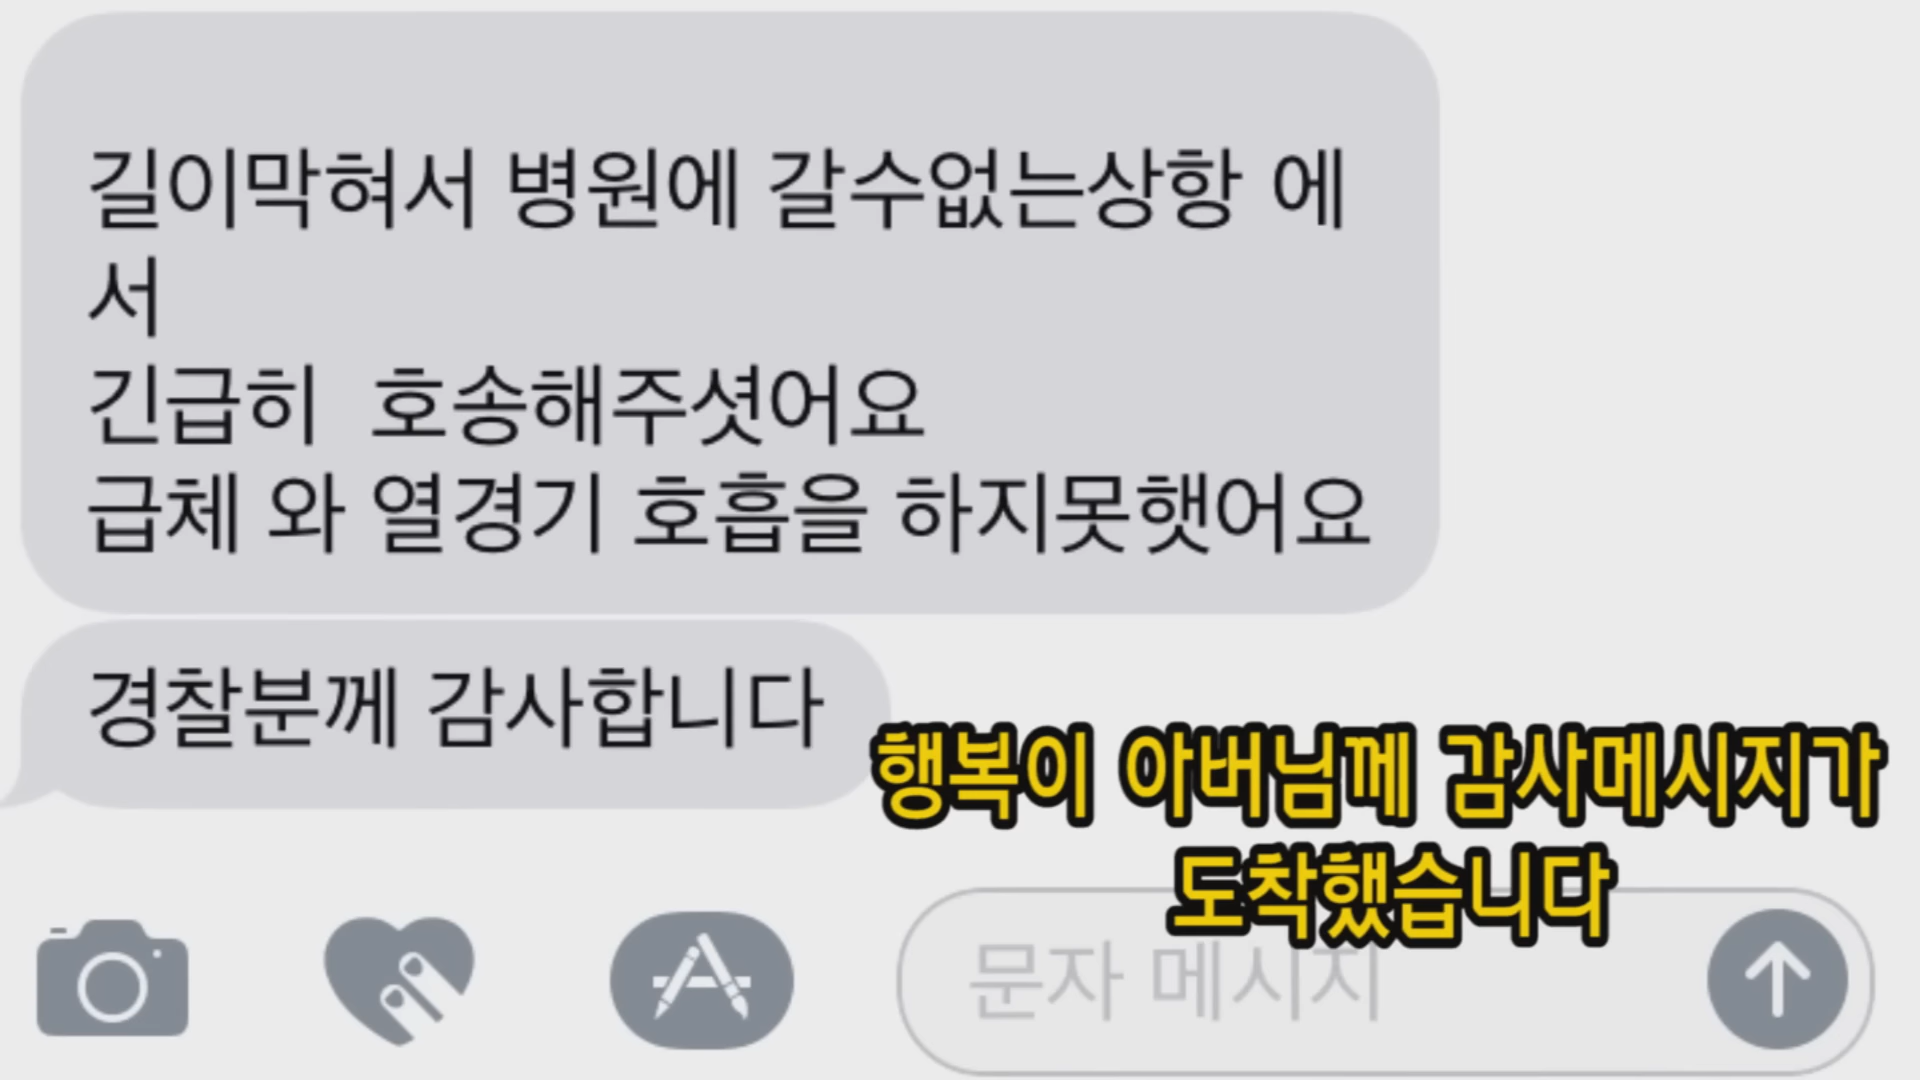 길이막혀서 병원에 갈수없는상항 에
서
긴급히  호송해주셧어요
급체 와 열경기 호흡을 하지못햇어요
경찰분께 감사합니다
행복이 아버님께 감사메시지가
도착했습니다
문자 메시지